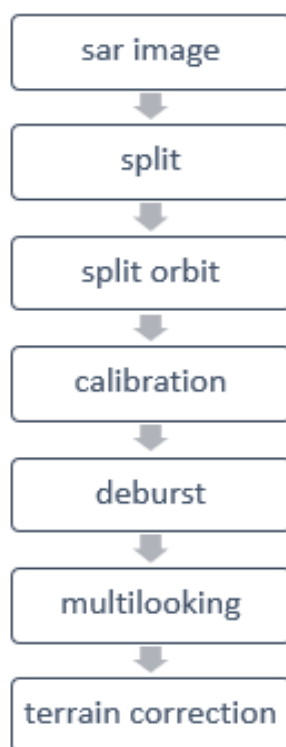 sar image
split
split orbit
calibration
deburst
multilooking
terrain correction